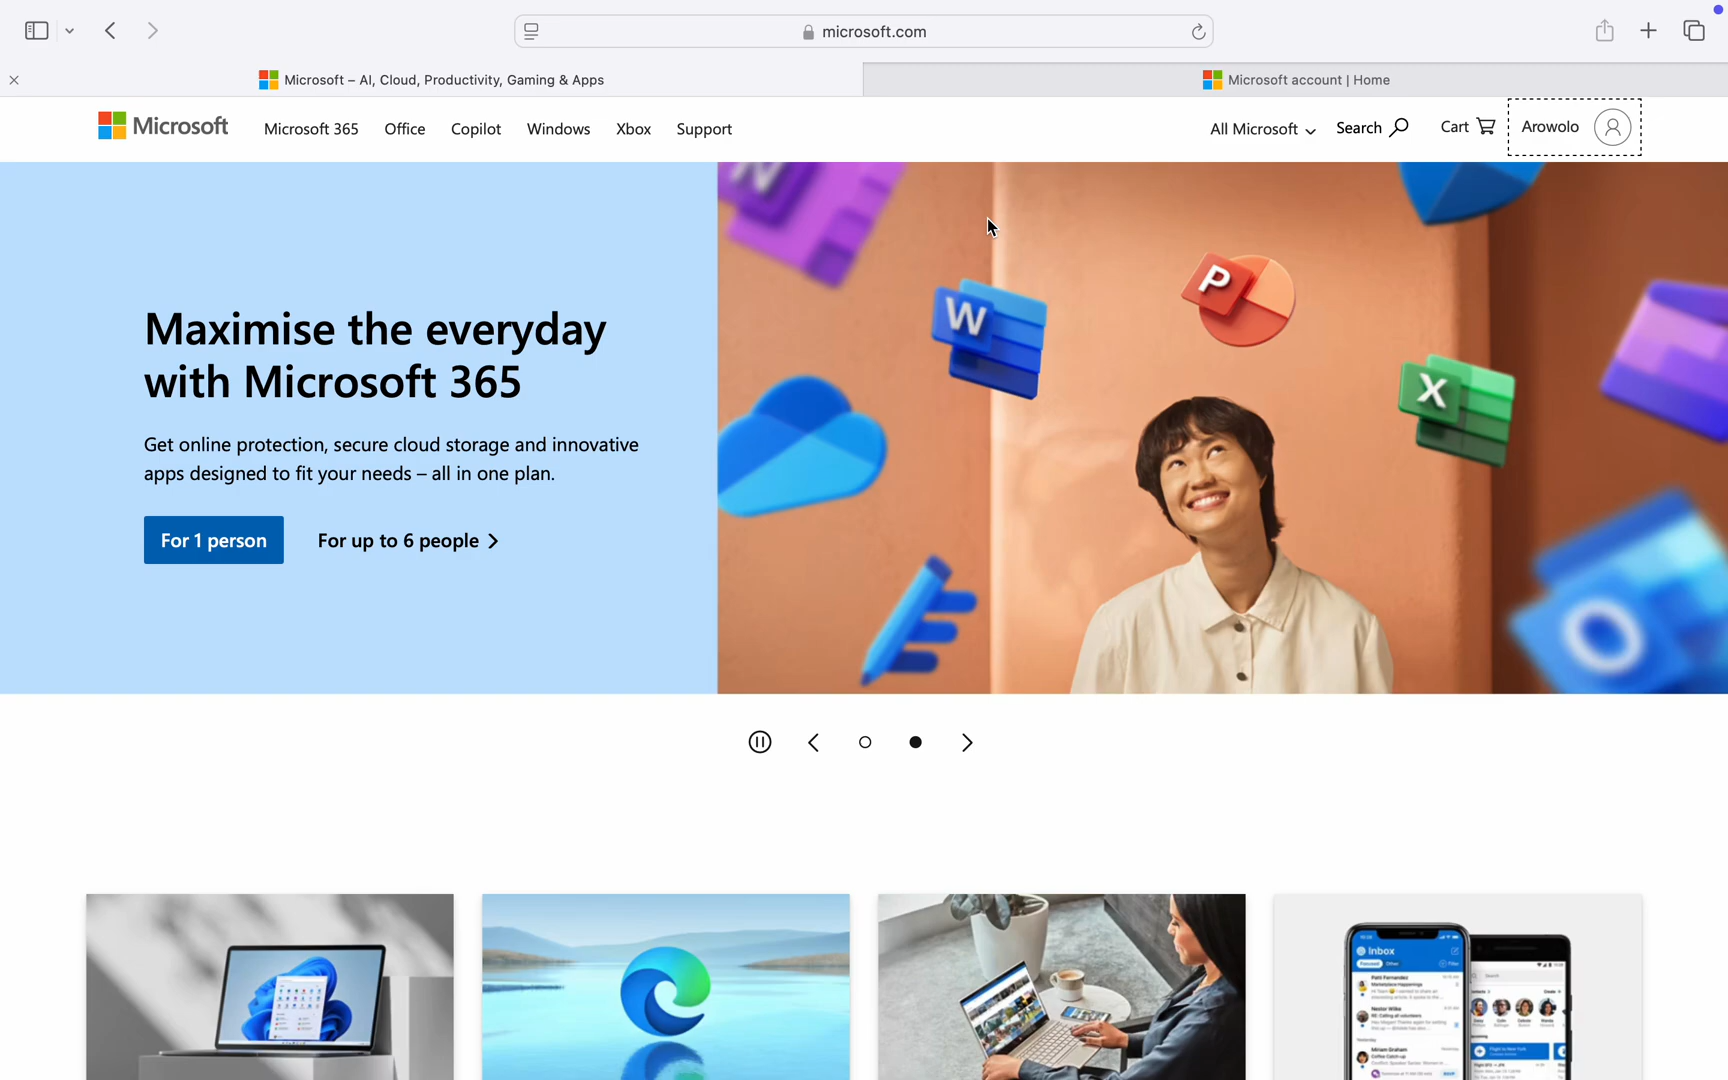 microsoft.com
Microsoft – AI, Cloud, Productivity, Gaming & Apps
Microsoft account | Home
Microsoft
Microsoft 365
Office
Copilot
Windows
Xbox
Support
All Microsoft
Search
Cart
Arowolo
N
W
P
X
Maximise the everyday
with Microsoft 365
Get online protection, secure cloud storage and innovative
apps designed to fit your needs – all in one plan.
For 1 person
For up to 6 people
Inbox